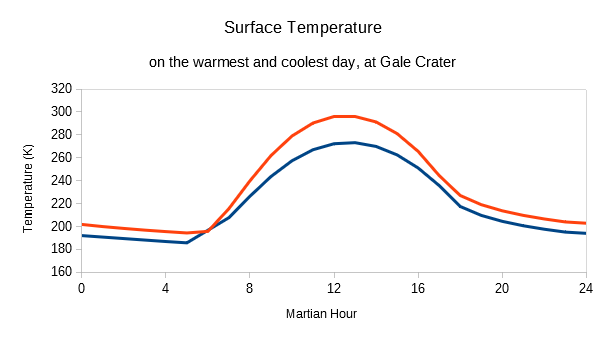 Surface Temperature
on the warmest and coolest day, at Gale Crater
320
300
280
260
240
220
200
180
160
Temperature (K)
0 4 8 12 16 20 24
Martian Hour